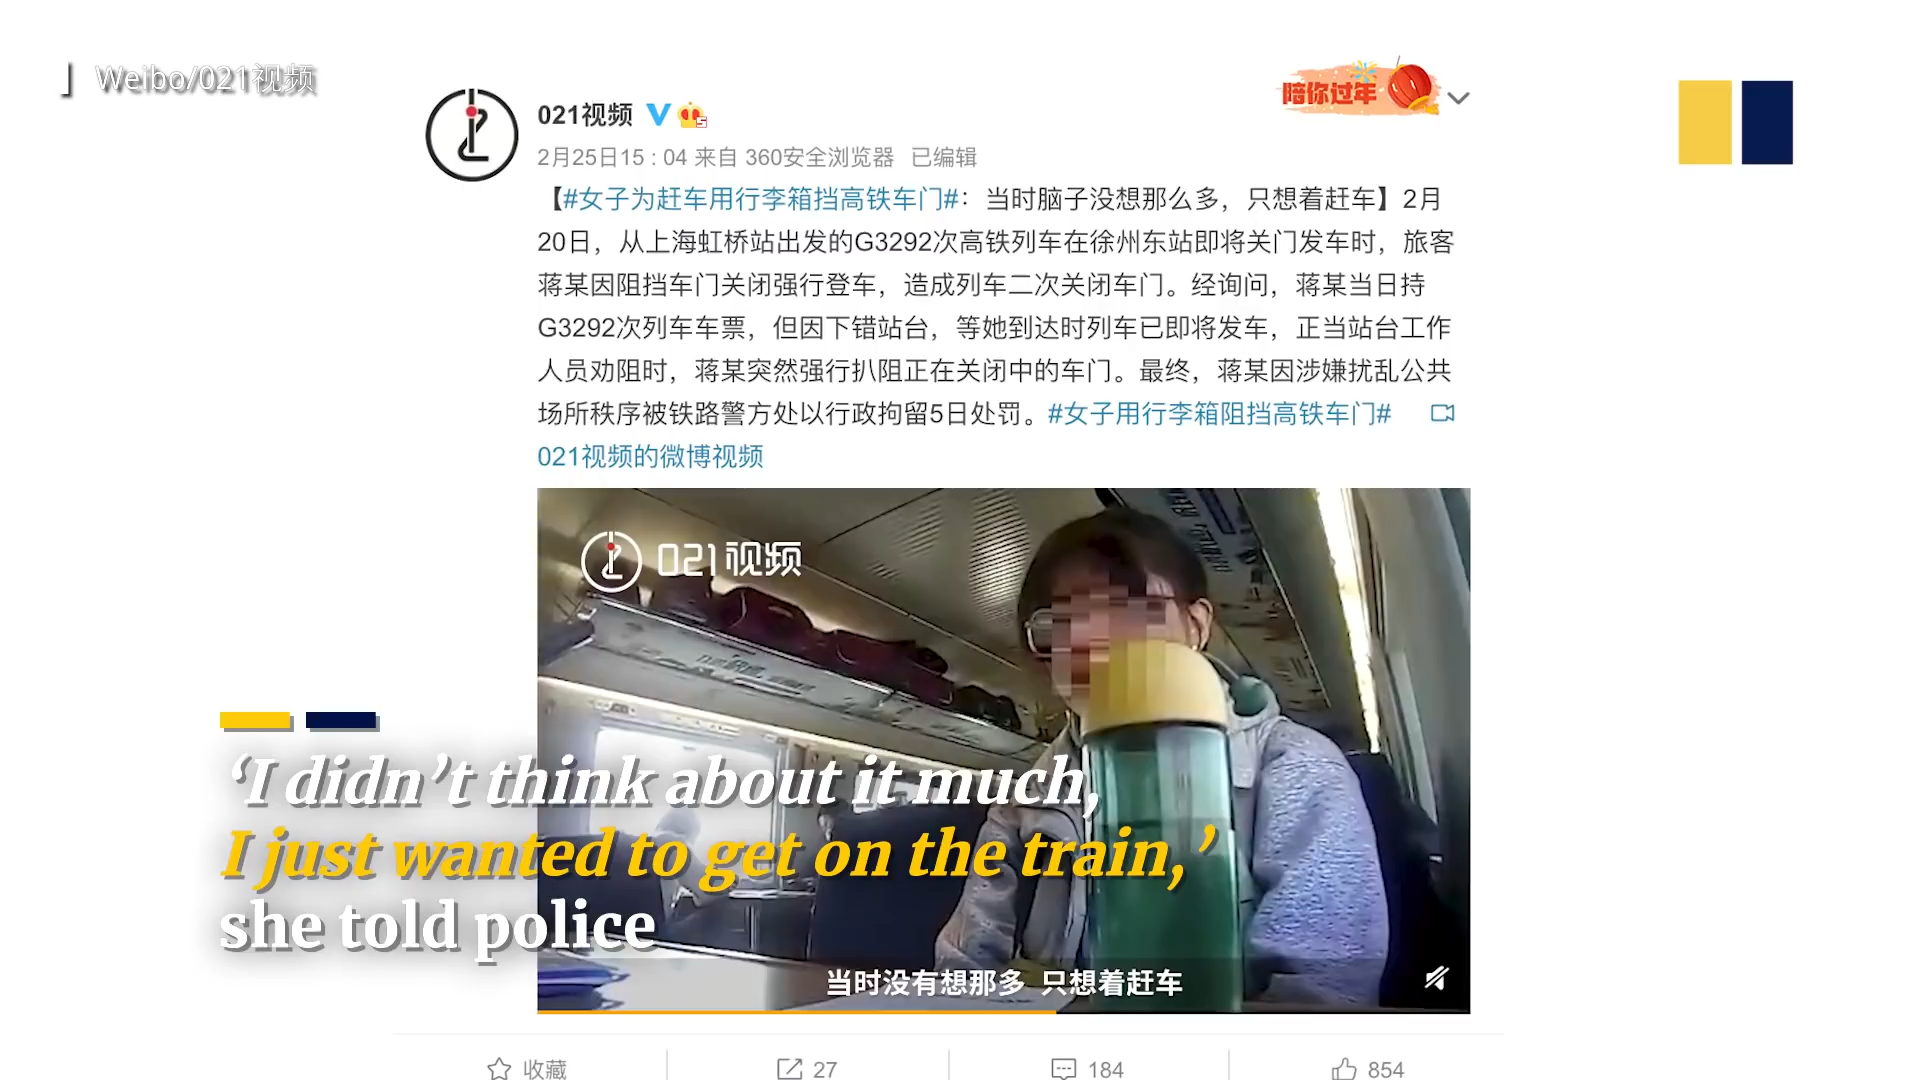 Weibo/021视频
陪你过年
021视频
2月25日15 : 04 来自 360安全浏览器 已编辑
【#女子为赶车用行李箱挡高铁车门#：当时脑子没想那么多，只想着赶车】2月
20日，从上海虹桥站出发的G3292次高铁列车在徐州东站即将关门发车时，旅客
蒋某因阻挡车门关闭强行登车，造成列车二次关闭车门。经询问，蒋某当日持
G3292次列车车票，但因下错站台，等她到达时列车已即将发车，正当站台工作
人员劝阻时，蒋某突然强行扒阻正在关闭中的车门。最终，蒋某因涉嫌扰乱公共
场所秩序被铁路警方处以行政拘留5日处罚。#女子用行李箱阻挡高铁车门#
021视频的微博视频
021视频
‘I didn’t think about it much,
I just wanted to get on the train,’
she told police
当时没有想那多 只想着赶车
收藏 27 184 854